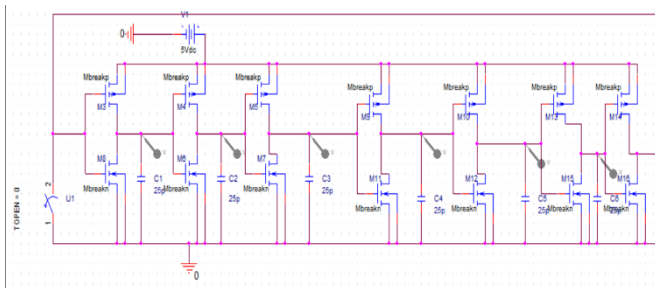 V1
0
5Vdc
Mbreakp
M3
Mbreakp
M4
Mbreakp
M5
Mbreakp
M9
Mbreakp
M10
Mbreakp
M13
Mbreakp
M14
M8
Mbreakn
C1
25p
M6
Mbreakn
C2
25p
M7
Mbreakn
C3
25p
M11
Mbreakn
C4
25p
M12
Mbreakn
C5
25p
M15
Mbreakn
C6
25p
M16
Mbreakn
TOPEN = 0
2
U1
1
0
V
V
V
V
V
V